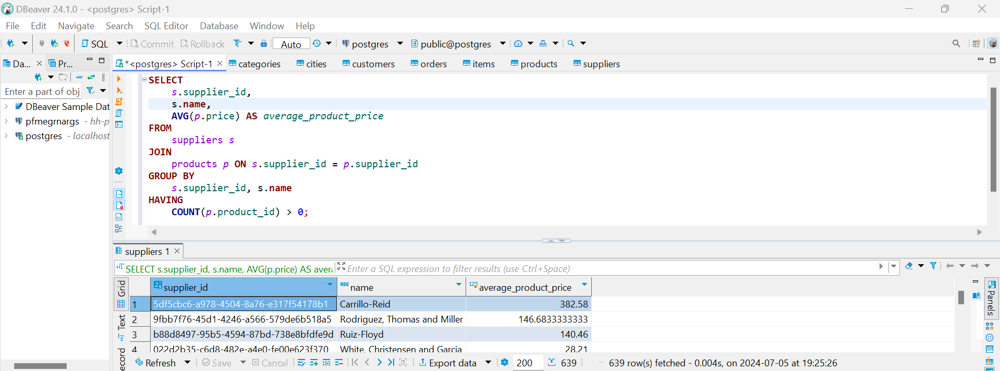 DBeaver 24.1.0 - <postgres> Script-1
File Edit Navigate Search SQL Editor Database Window Help
SQL Commit Rollback Auto postgres public@postgres
Da... Pr... *<postgres> Script-1 categories cities customers orders items products suppliers
Enter a part of obj
DBeaver Sample Dat
pfmegrnargs - hh-p
postgres - localhost
SELECT
s.supplier_id,
s.name,
AVG(p.price) AS average_product_price
FROM
suppliers s
JOIN
products p ON s.supplier_id = p.supplier_id
GROUP BY
s.supplier_id, s.name
HAVING
COUNT(p.product_id) > 0;
suppliers 1
SELECT s.supplier_id, s.name, AVG(p.price) AS avera Enter a SQL expression to filter results (use Ctrl+Space)
Grid
Text
ecord
supplier_id ABC name 123 average_product_price
1 5df5cbc6-a978-4504-8a76-e317f54178b1 Carrillo-Reid 382.58
2 9fbb7f76-45d1-4246-a566-579de6b518a5 Rodriguez, Thomas and Miller 146.6833333333
3 b88d8497-95b5-4594-87bd-738e8bfdfe9d Ruiz-Floyd 140.46
4 022d2b35-c6d8-482e-a4e0-fe00e623f370 White, Christensen and Garcia 28.21
Panels
Refresh Save Cancel Export data 200 639 639 row(s) fetched - 0.004s, on 2024-07-05 at 19:25:26